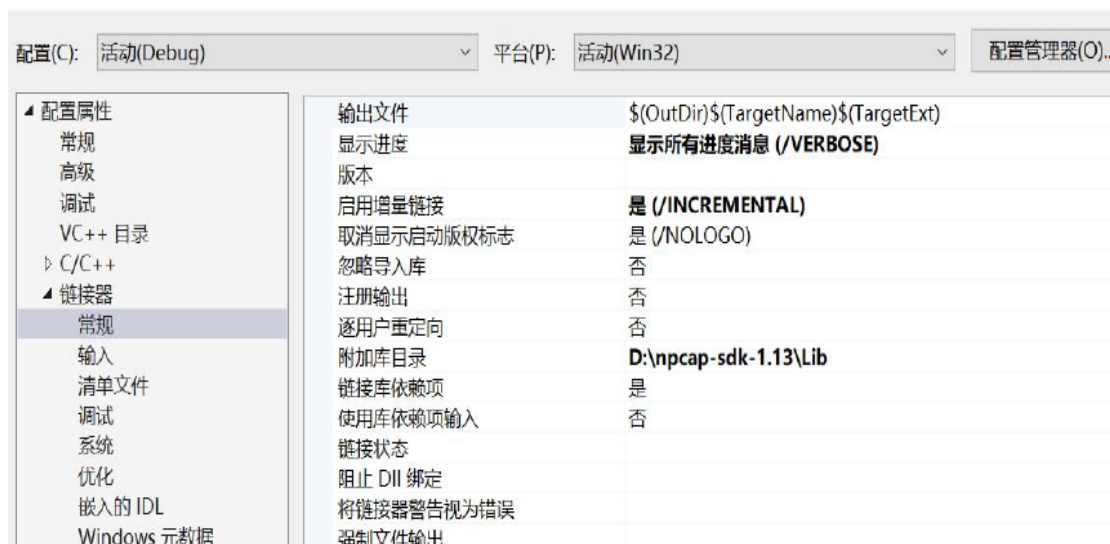 配置(C): 活动(Debug) 平台(P): 活动(Win32) 配置管理器(O)..
配置属性
常规
高级
调试
VC++ 目录
C/C++
链接器
常规
输入
清单文件
调试
系统
优化
嵌入的 IDL
Windows 元数据
输出文件 $(OutDir)$(TargetName)$(TargetExt)
显示进度 显示所有进度消息 (/VERBOSE)
版本
启用增量链接 是 (/INCREMENTAL)
取消显示启动版权标志 是 (/NOLOGO)
忽略导入库 否
注册输出 否
逐用户重定向 否
附加库目录 D:\npcap-sdk-1.13\Lib
链接库依赖项 是
使用库依赖项输入 否
链接状态
阻止 Dll 绑定
将链接器警告视为错误
强制文件输出